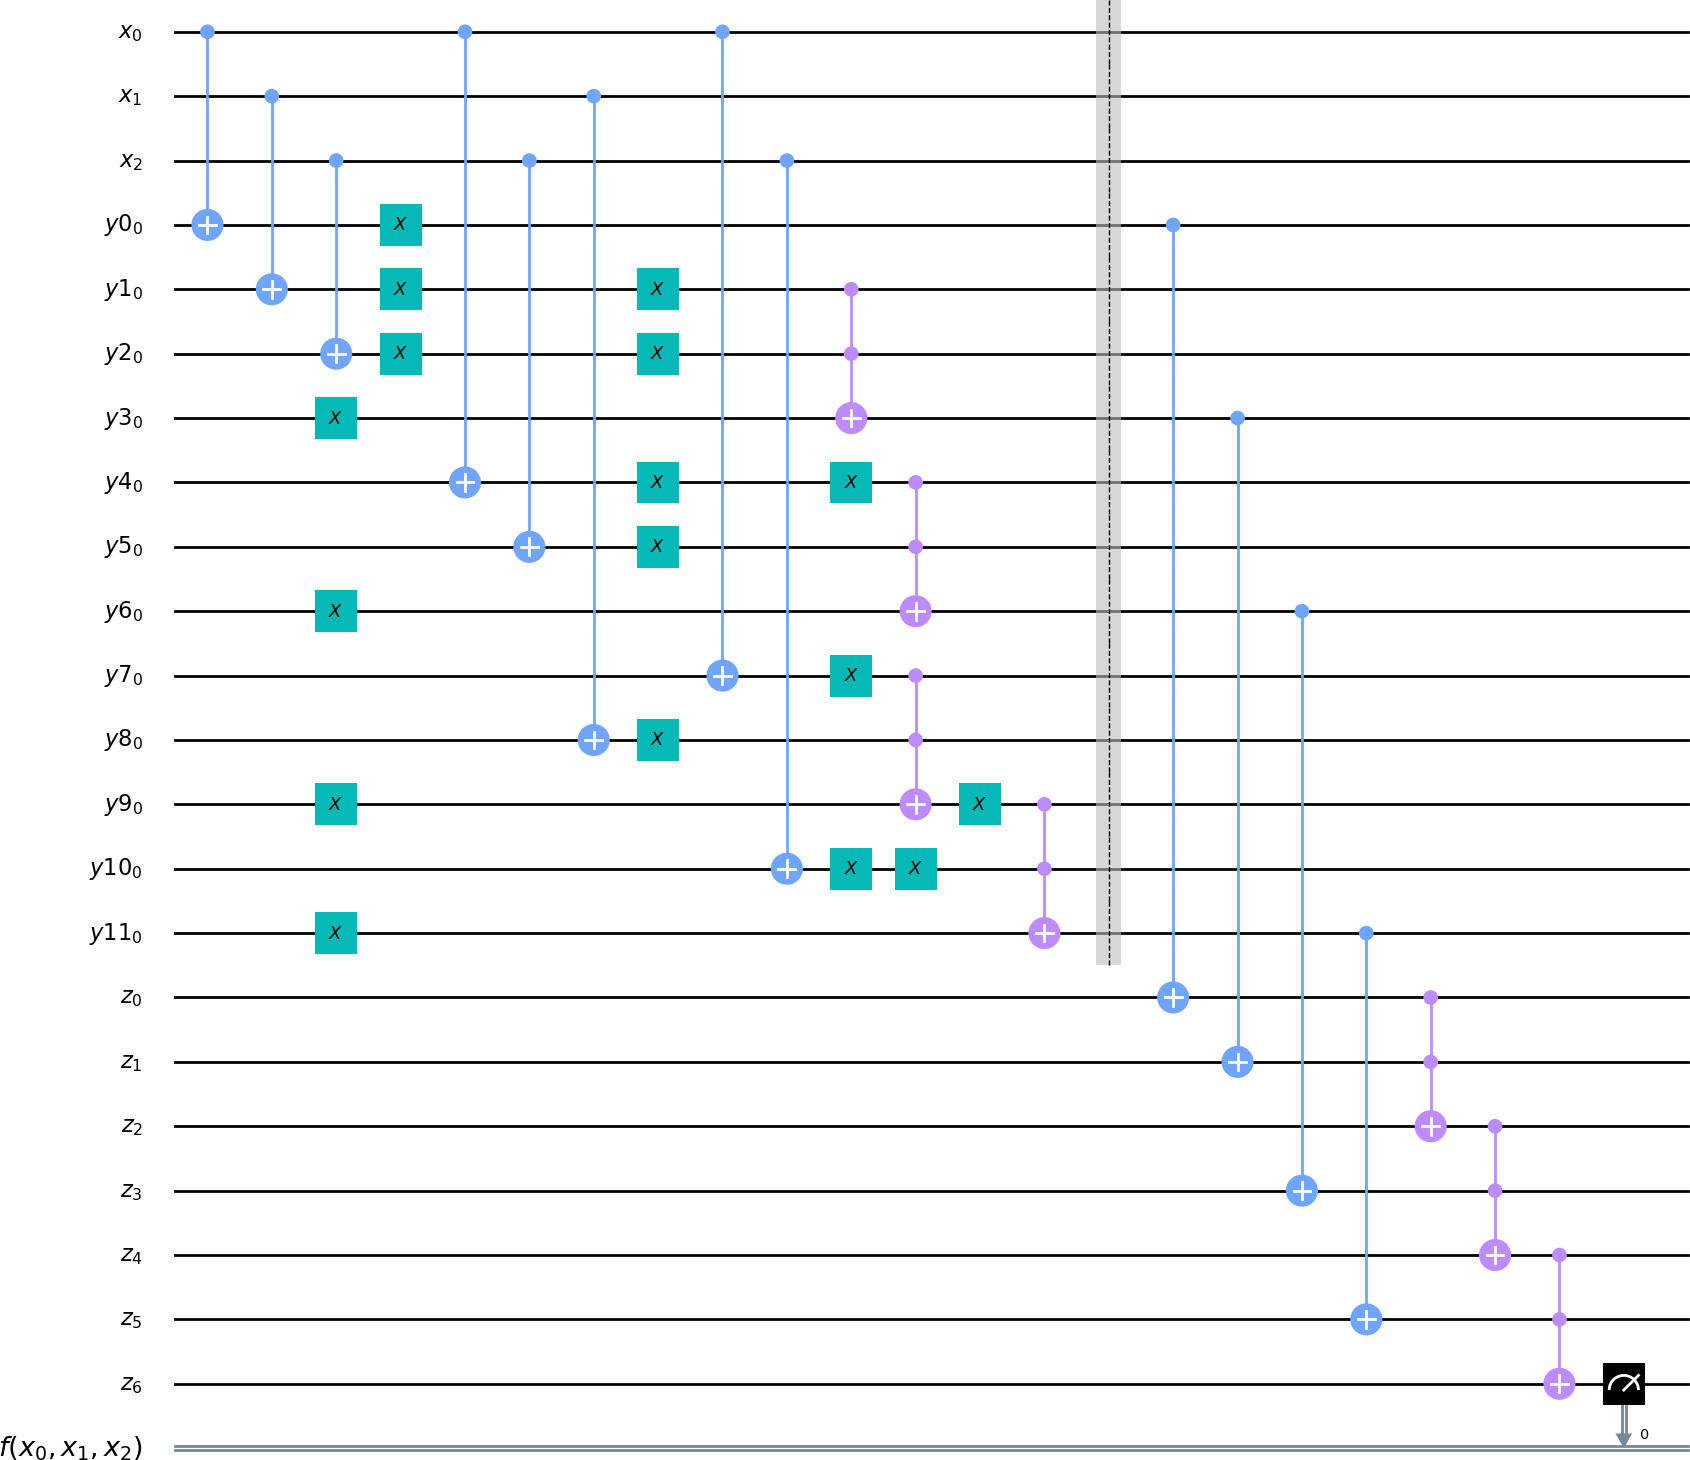 x₀
x₁
x₂
y0₀ X
y1₀ X X
y2₀ X X
y3₀ X
y4₀ X X
y5₀ X
y6₀ X
y7₀ X
y8₀ X
y9₀ X X
y10₀ X X
y11₀ X
z₀
z₁
z₂
z₃
z₄
z₅
z₆
0
f(x₀, x₁, x₂)